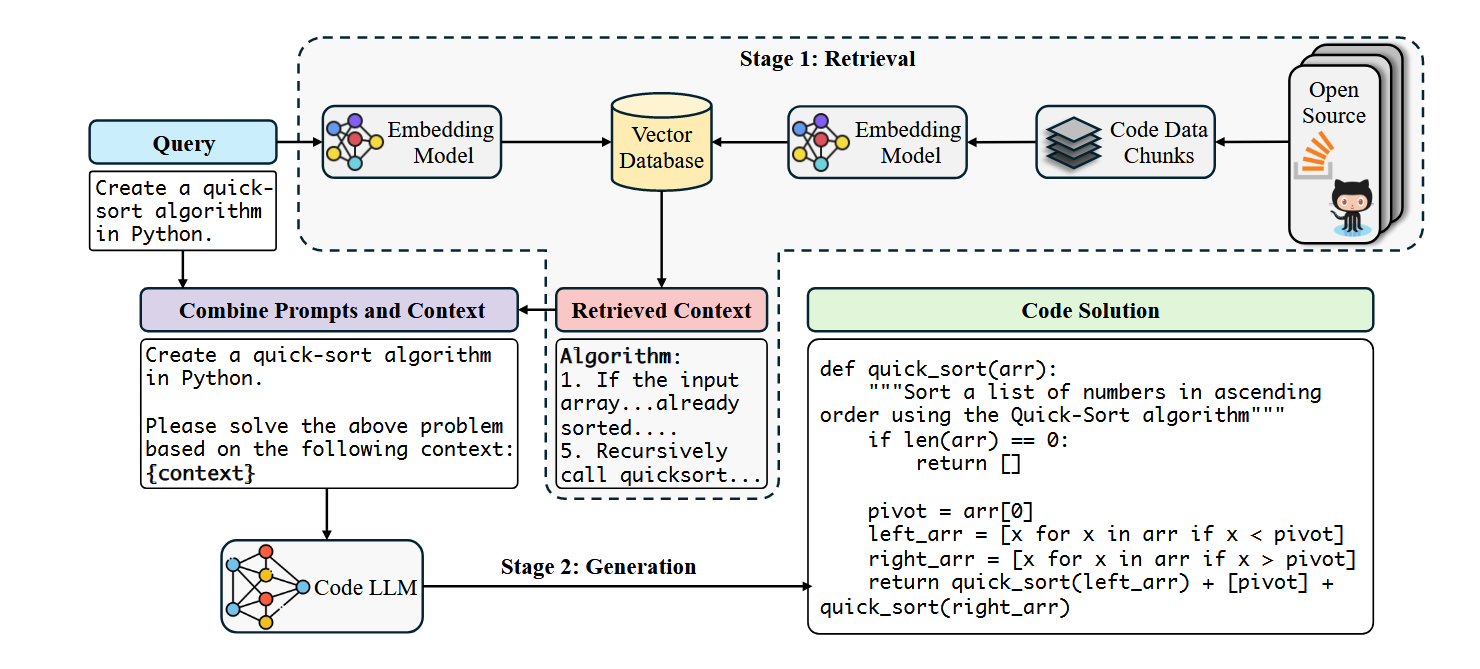 Stage 1: Retrieval
Query
Create a quick-
sort algorithm
in Python.
Embedding
Model
Vector
Database
Embedding
Model
Code Data
Chunks
Open
Source
Combine Prompts and Context
Create a quick-sort algorithm
in Python.
Please solve the above problem
based on the following context:
{context}
Retrieved Context
Algorithm:
1. If the input
array...already
sorted....
5. Recursively
call quicksort...
Code LLM
Stage 2: Generation
Code Solution
def quick_sort(arr):
    """Sort a list of numbers in ascending
order using the Quick-Sort algorithm"""
    if len(arr) == 0:
        return []
    pivot = arr[0]
    left_arr = [x for x in arr if x < pivot]
    right_arr = [x for x in arr if x > pivot]
    return quick_sort(left_arr) + [pivot] +
quick_sort(right_arr)